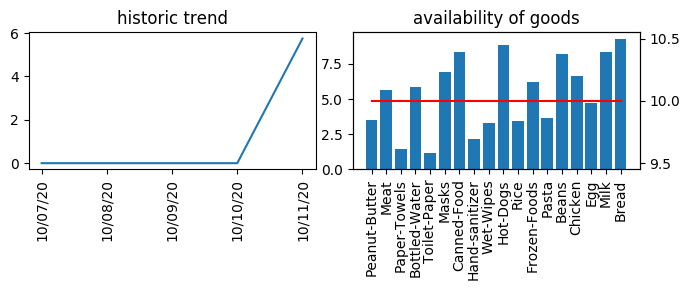 historic trend
6
4
2
0
10/07/20
10/08/20
10/09/20
10/10/20
10/11/20
availability of goods
7.5
5.0
2.5
0.0
10.5
10.0
9.5
Peanut-Butter
Meat
Paper-Towels
Bottled-Water
Toilet-Paper
Masks
Canned-Food
Hand-sanitizer
Wet-Wipes
Hot-Dogs
Rice
Frozen-Foods
Pasta
Beans
Chicken
Egg
Milk
Bread